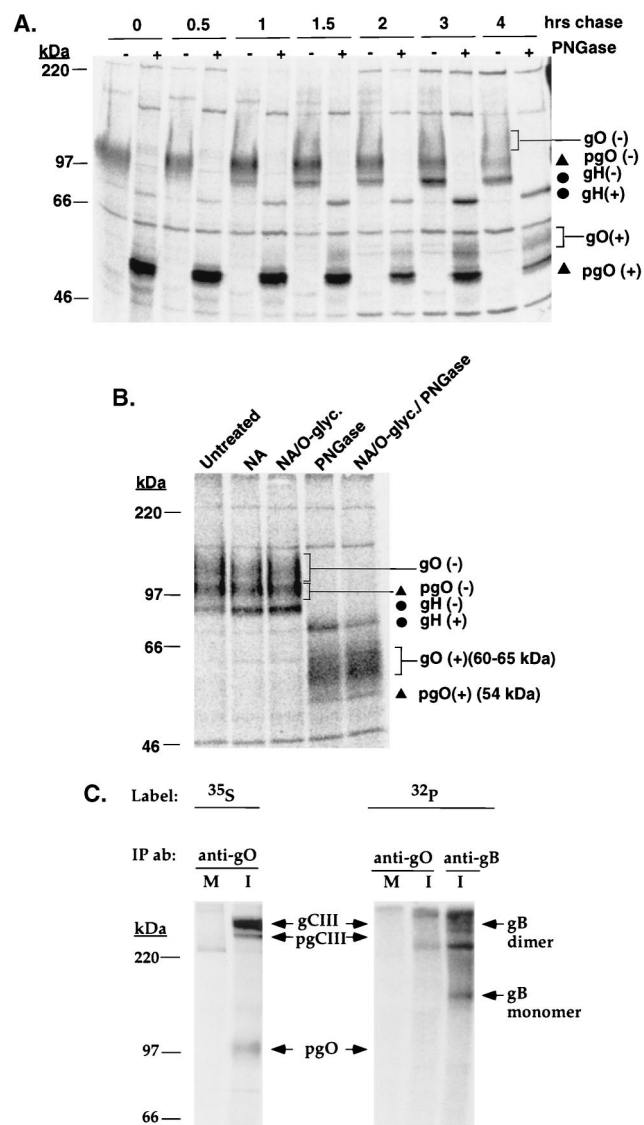 A.
0 0.5 1 1.5 2 3 4 hrs chase
kDa - + - + - + - + - + - + - + PNGase
220
gO (-)
97
pgO (-)
gH(-)
66
gH(+)
gO(+)
pgO (+)
46
B.
Untreated
NA
NA/O-glyc.
PNGase
NA/O-glyc./ PNGase
kDa
220
gO (-)
97
pgO (-)
gH (-)
gH (+)
66
gO (+)(60-65 kDa)
pgO(+) (54 kDa)
46
C.
Label: 35S 32P
IP ab: anti-gO anti-gO anti-gB
M I M I I
kDa
gCIII
pgCIII
gB
dimer
220
gB
monomer
97
pgO
66